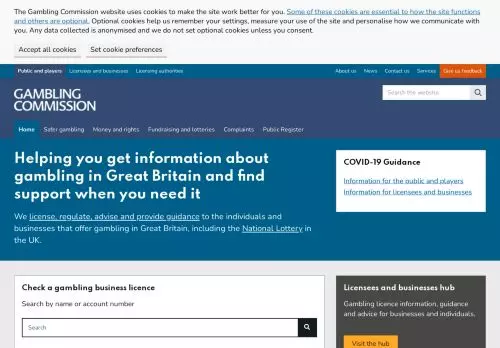 The Gambling Commission website uses cookies to make the site work better for you. Some of these cookies are essential to how the site functions
and others are optional. Optional cookies help us remember your settings, measure your use of the site and personalise how we communicate with
you. Any data collected is anonymised and we do not set optional cookies unless you consent.
Accept all cookies Set cookie preferences
Public and players Licensees and businesses Licensing authorities About us News Contact us Services Give us feedback
GAMBLING
COMMISSION
Search the website
Home Safer gambling Money and rights Fundraising and lotteries Complaints Public Register
Helping you get information about
gambling in Great Britain and find
support when you need it
We license, regulate, advise and provide guidance to the individuals and
businesses that offer gambling in Great Britain, including the National Lottery in
the UK.
COVID-19 Guidance
Information for the public and players
Information for licensees and businesses
Check a gambling business licence
Search by name or account number
Search
Licensees and businesses hub
Gambling licence information, guidance
and advice for businesses and individuals.
Visit the hub